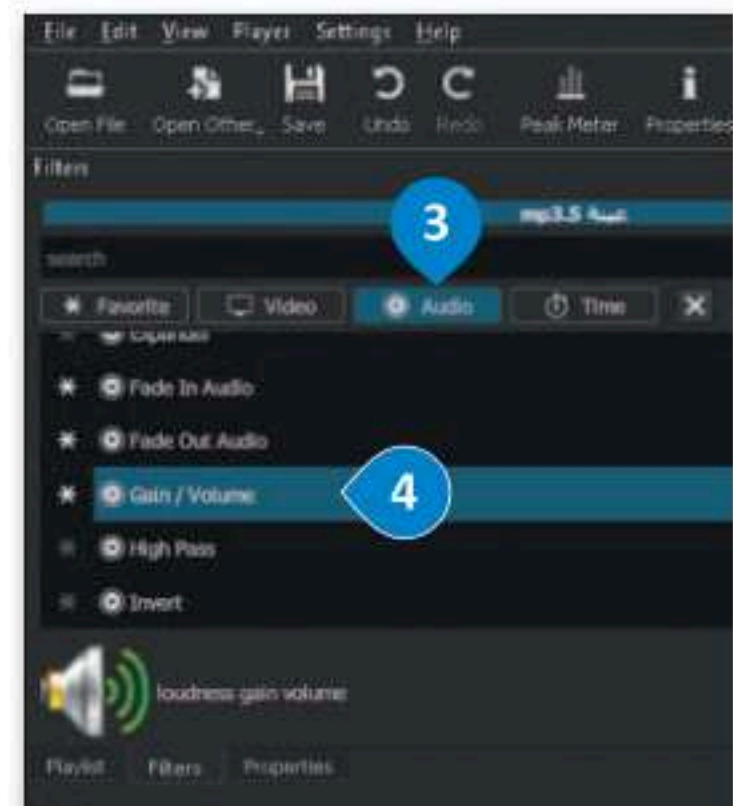 File Edit View Player Settings Help
Open File Open Other... Save Undo Redo Peak Meter Properties
Filters
mp3.5
3
search
Favorite Video Audio Time
Expander
Fade In Audio
Fade Out Audio
Gain / Volume
4
High Pass
Invert
loudness gain volume
Playlist Filters Properties